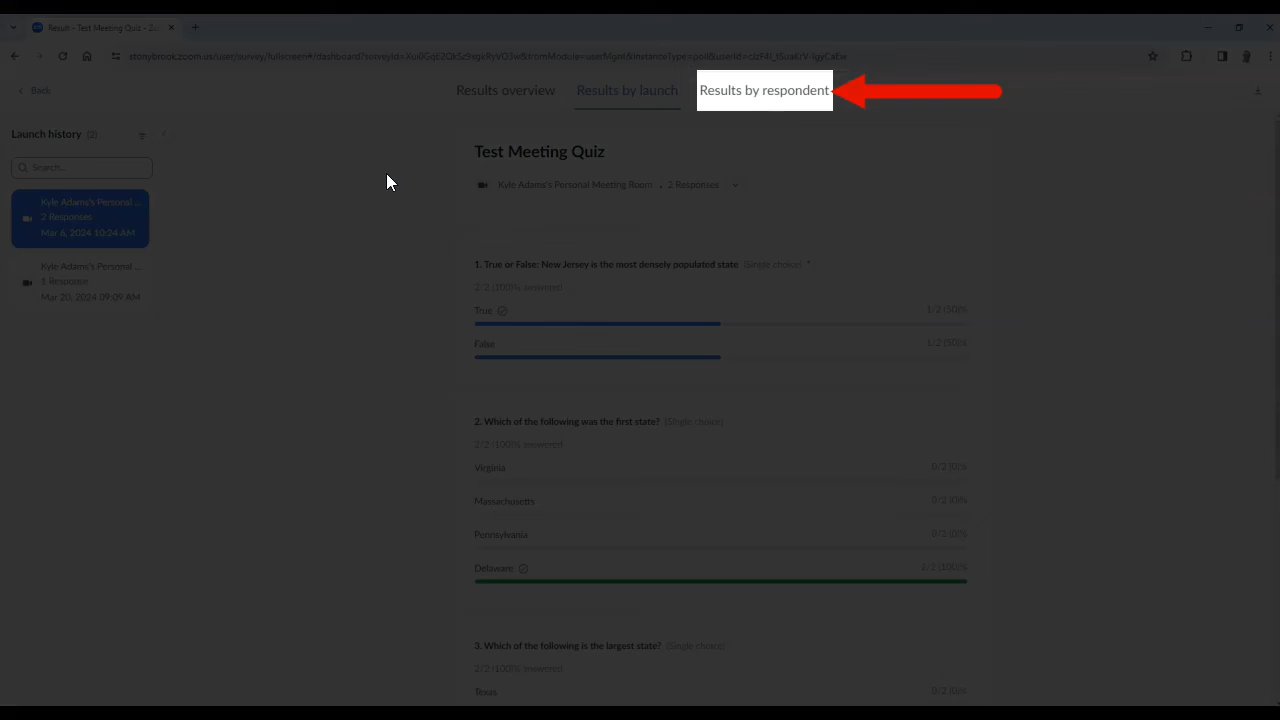 Result - Test Meeting Quiz - Zo
Back
Results overview
Results by launch
Results by respondent
Launch history (2)
Search...
Kyle Adams's Personal ...
2 Responses
Mar 6, 2024 10:24 AM
Kyle Adams's Personal ...
1 Response
Mar 20, 2024 09:09 AM
Test Meeting Quiz
Kyle Adams's Personal Meeting Room . 2 Responses
1. True or False: New Jersey is the most densely populated state (Single choice) *
2/2 (100%) answered
True 1/2 (50)%
False 1/2 (50)%
2. Which of the following was the first state? (Single choice)
2/2 (100)% answered
Virginia 0/2 (0)%
Massachusetts 0/2 (0)%
Pennsylvania 0/2 (0)%
Delaware 2/2 (100)%
3. Which of the following is the largest state? (Single choice)
2/2 (100)% answered
Texas 0/2 (0)%